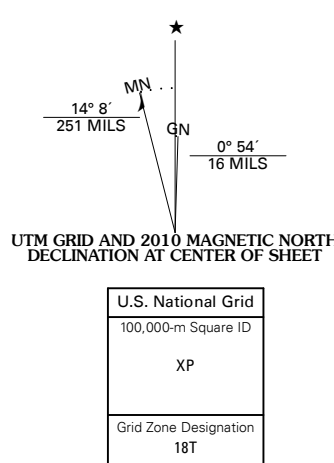 MN
14° 8´
251 MILS
GN
0° 54´
16 MILS
UTM GRID AND 2010 MAGNETIC NORTH
DECLINATION AT CENTER OF SHEET
U.S. National Grid
100,000-m Square ID
XP
Grid Zone Designation
18T